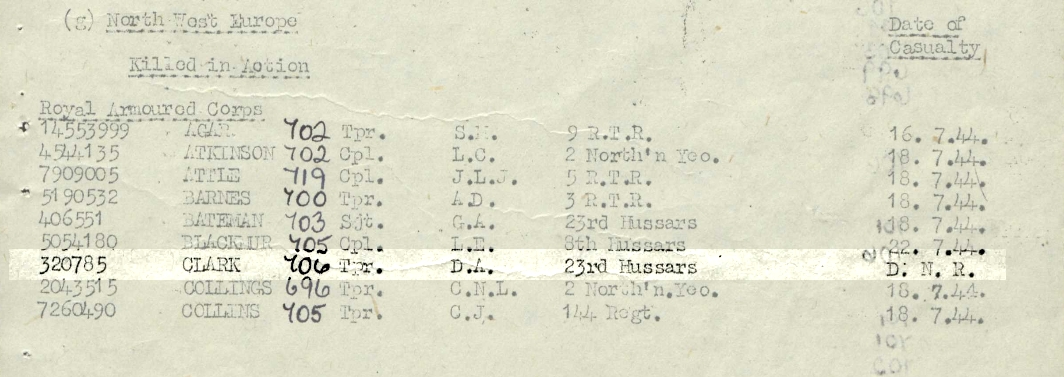 (g) North West Europe
Date of
Casualty
Killed in Action
Royal Armoured Corps
14553999 AGAR 702 Tpr. S.H. 9 R.T.R. 16. 7.44.
4544135 ATKINSON 702 Cpl. L.C. 2 North'n Yeo. 18. 7.44.
7909005 ATTLE 719 Cpl. J.L.J. 5 R.T.R. 18. 7.44.
5190532 BARNES 700 Tpr. A.D. 3 R.T.R. 18. 7.44.
406551 BATEMAN 703 Sjt. G.A. 23rd Hussars 18. 7.44.
5054180 705 Cpl. L.E. 8th Hussars 22. 7.44.
320785 CLARK 706 Tpr. D.A. 23rd Hussars D. N. R.
2043515 COLLINGS 696 Tpr. C.N.L. 2 North'n.Yeo. 18. 7.44.
7260490 COLLINS 705 Tpr. C.J. 144 Regt. 18. 7.44.